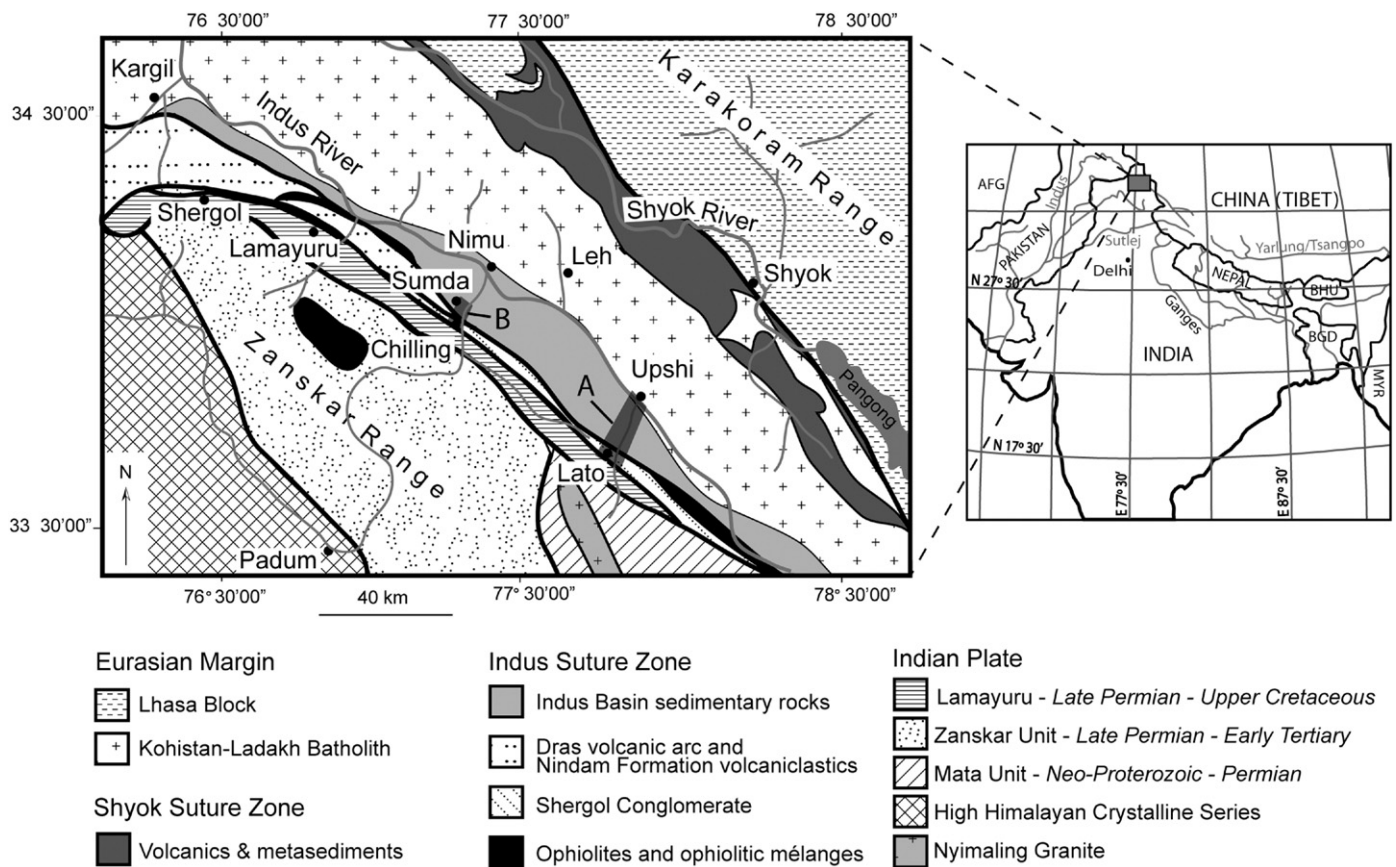 76 30'00"
77 30'00"
78 30'00"
Kargil
34 30'00"
Indus River
Karakoram Range
Shergol
Lamayuru
Nimu
Sumda
B
Leh
Shyok River
Shyok
Chilling
Zanskar Range
A
Upshi
Pangong
Lato
N
33 30'00"
Padum
76° 30'00"
77°30'00"
78°30'00"
40 km
AFG
Indus
CHINA (TIBET)
PAKISTAN
Sutlej
Yarlung/Tsangpo
Delhi
N 27º 30'
NEPAL
BHU
Ganges
BGD
INDIA
MYR
N 17º 30'
E 77º 30'
E 87º 30'
Eurasian Margin
Lhasa Block
Kohistan-Ladakh Batholith
Shyok Suture Zone
Volcanics & metasediments
Indus Suture Zone
Indus Basin sedimentary rocks
Dras volcanic arc and
Nindam Formation volcaniclastics
Shergol Conglomerate
Ophiolites and ophiolitic mélanges
Indian Plate
Lamayuru - Late Permian - Upper Cretaceous
Zanskar Unit - Late Permian - Early Tertiary
Mata Unit - Neo-Proterozoic - Permian
High Himalayan Crystalline Series
Nyimaling Granite